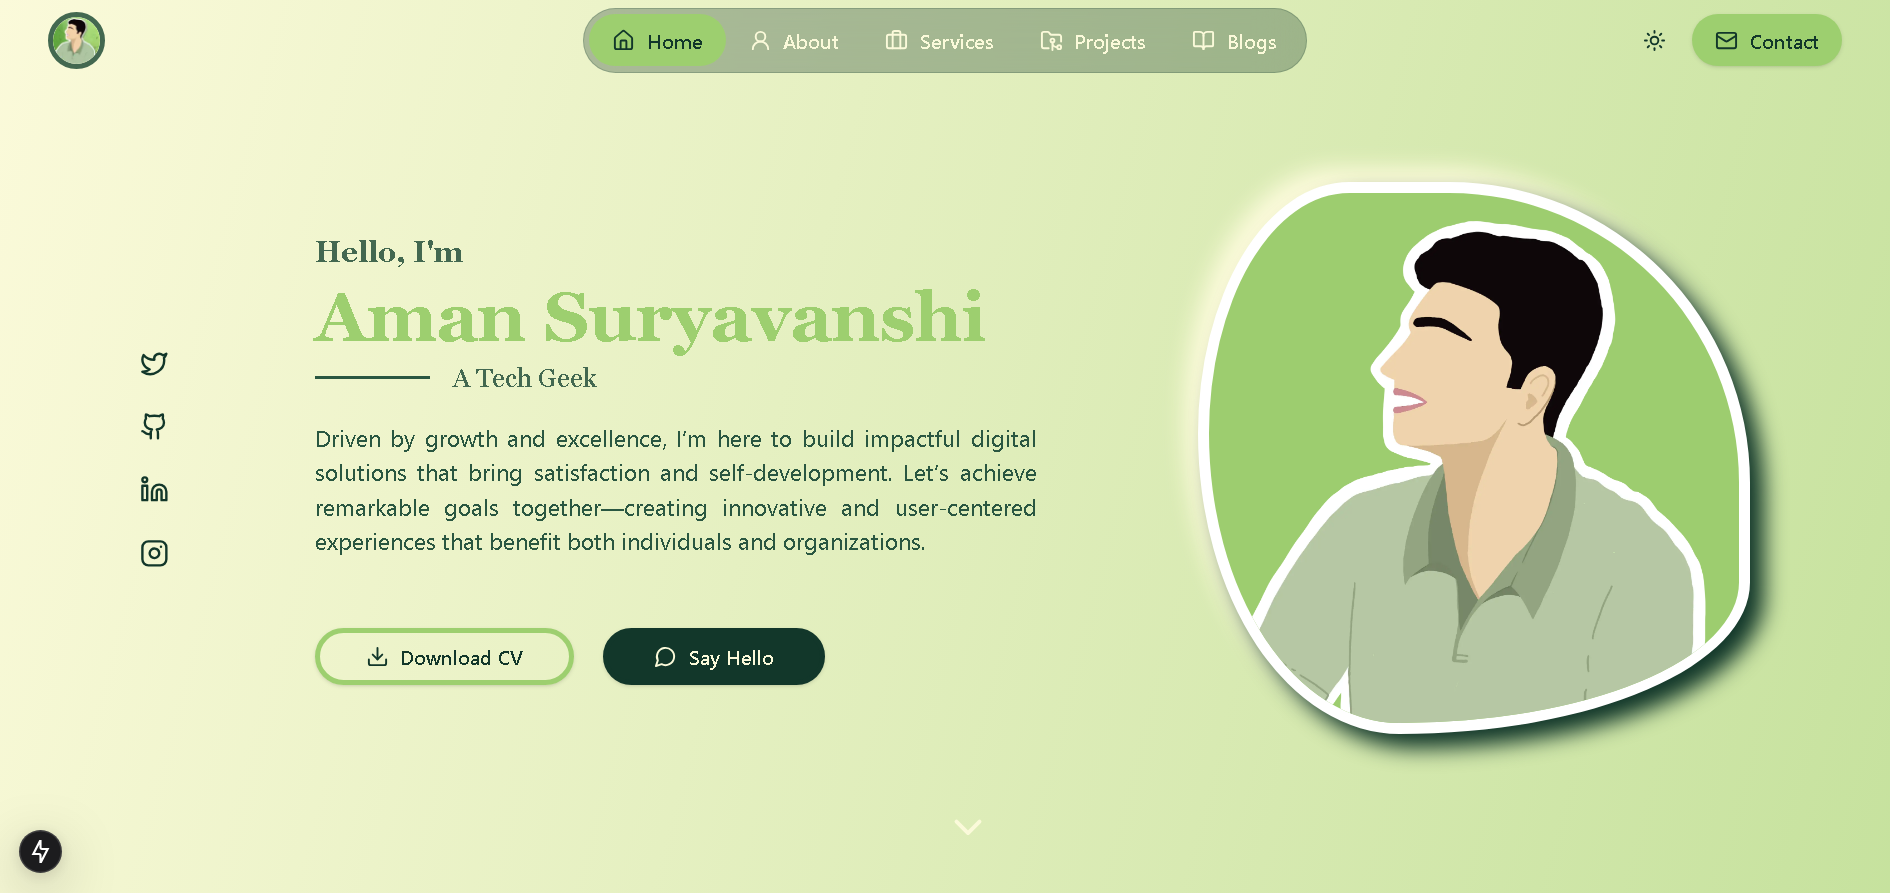 Home
About
Services
Projects
Blogs
Contact
Hello, I'm
Aman Suryavanshi
A Tech Geek
Driven by growth and excellence, I’m here to build impactful digital
solutions that bring satisfaction and self-development. Let’s achieve
remarkable goals together—creating innovative and user-centered
experiences that benefit both individuals and organizations.
Download CV
Say Hello